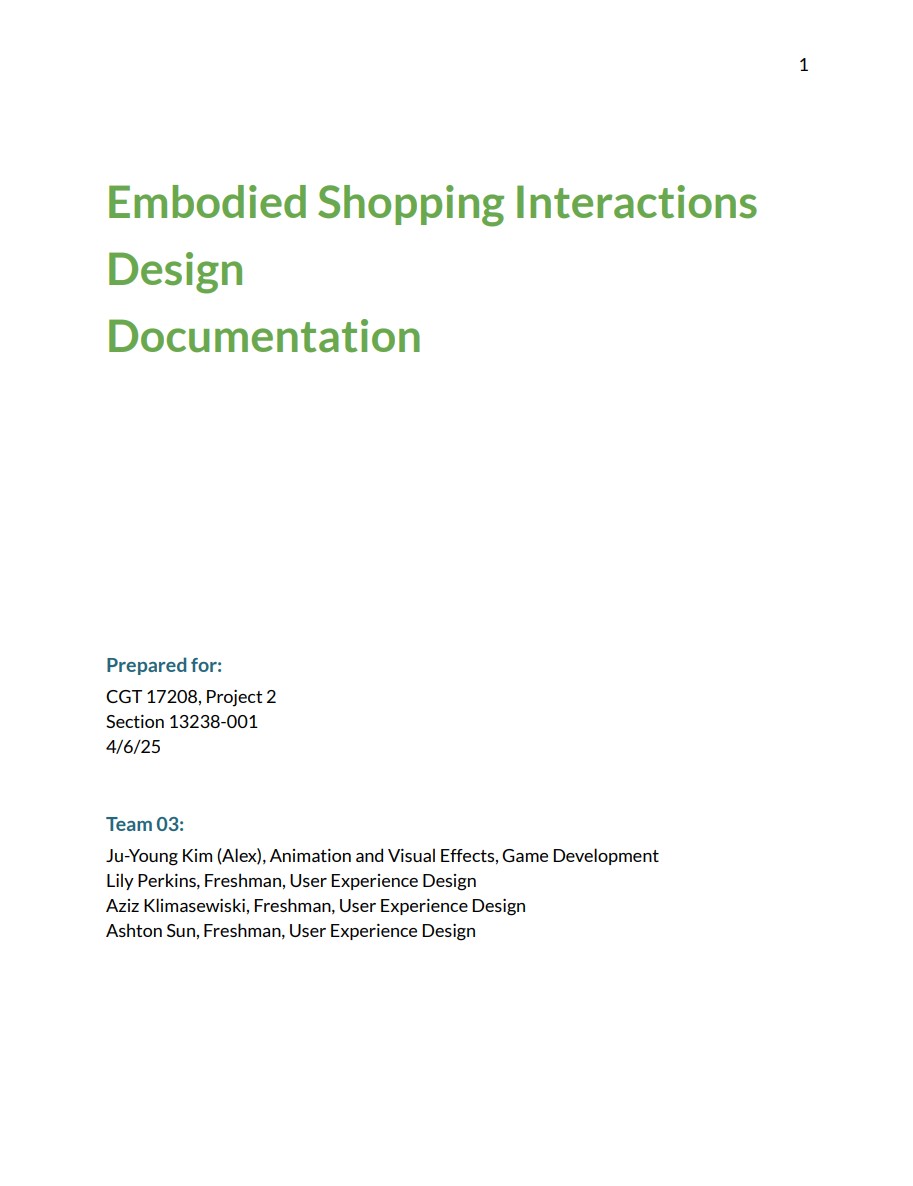 1
Embodied Shopping Interactions
Design
Documentation
Prepared for:
CGT 17208, Project 2
Section 13238-001
4/6/25
Team 03:
Ju-Young Kim (Alex), Animation and Visual Effects, Game Development
Lily Perkins, Freshman, User Experience Design
Aziz Klimasewiski, Freshman, User Experience Design
Ashton Sun, Freshman, User Experience Design